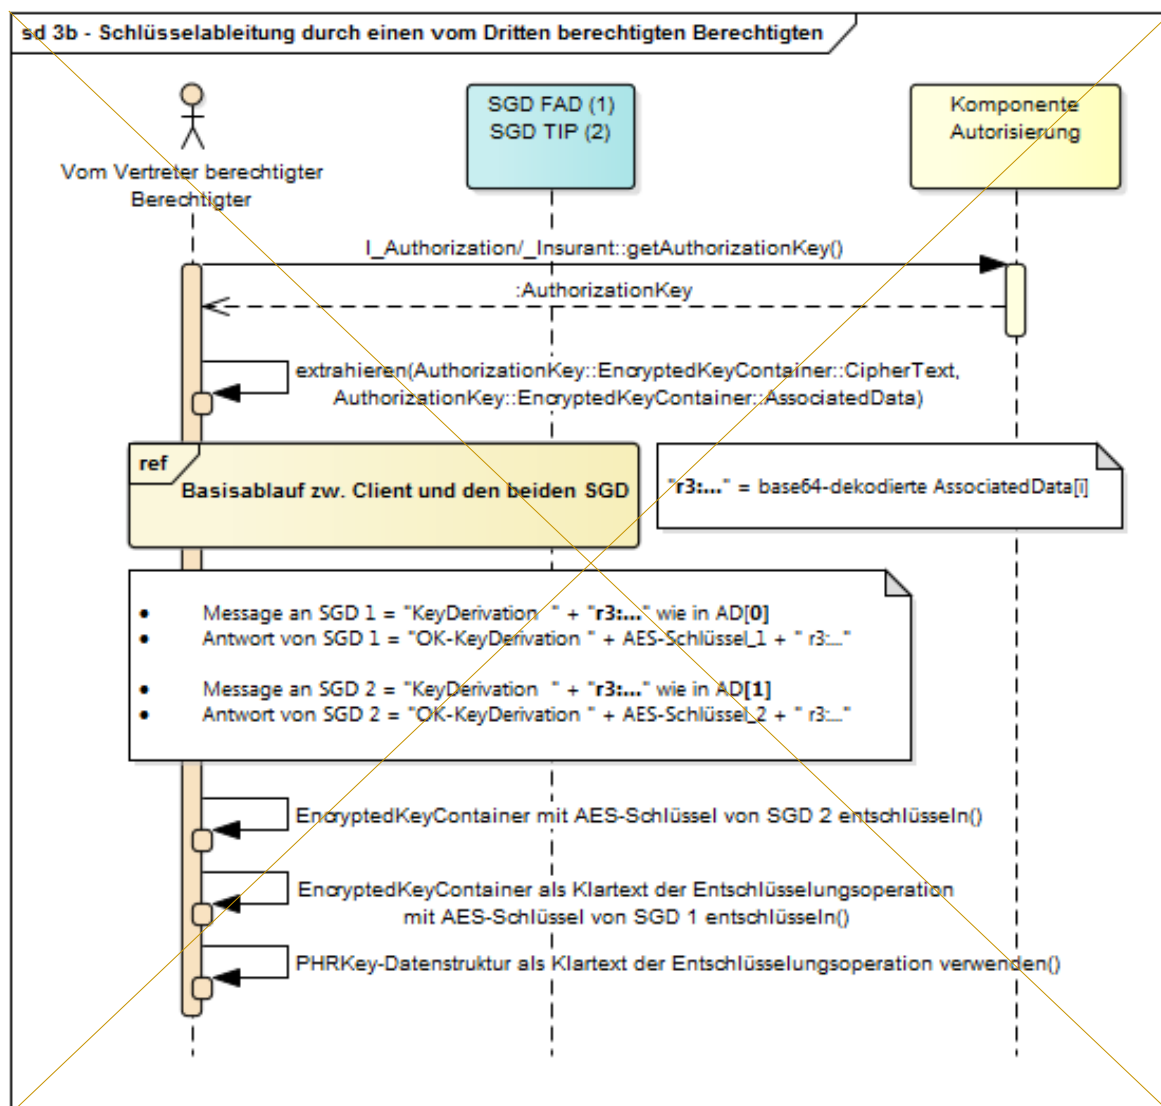 sd 3b - Schlüsselableitung durch einen vom Dritten berechtigten Berechtigten
SGD FAD (1)
SGD TIP (2)
Komponente
Autorisierung
Vom Vertreter berechtigter
Berechtigter
I_Authorization/_Insurant::getAuthorizationKey()
:AuthorizationKey
extrahieren(AuthorizationKey::EncryptedKeyContainer::CipherText,
AuthorizationKey::EncryptedKeyContainer::AssociatedData)
ref
Basisablauf zw. Client und den beiden SGD
"r3:..." = base64-dekodierte AssociatedData[i]
• Message an SGD 1 = "KeyDerivation " + "r3:..." wie in AD[0]
• Antwort von SGD 1 = "OK-KeyDerivation " + AES-Schlüssel_1 + " r3:..."
• Message an SGD 2 = "KeyDerivation " + "r3:..." wie in AD[1]
• Antwort von SGD 2 = "OK-KeyDerivation " + AES-Schlüssel_2 + " r3:..."
EncryptedKeyContainer mit AES-Schlüssel von SGD 2 entschlüsseln()
EncryptedKeyContainer als Klartext der Entschlüsselungsoperation
mit AES-Schlüssel von SGD 1 entschlüsseln()
PHRKey-Datenstruktur als Klartext der Entschlüsselungsoperation verwenden()